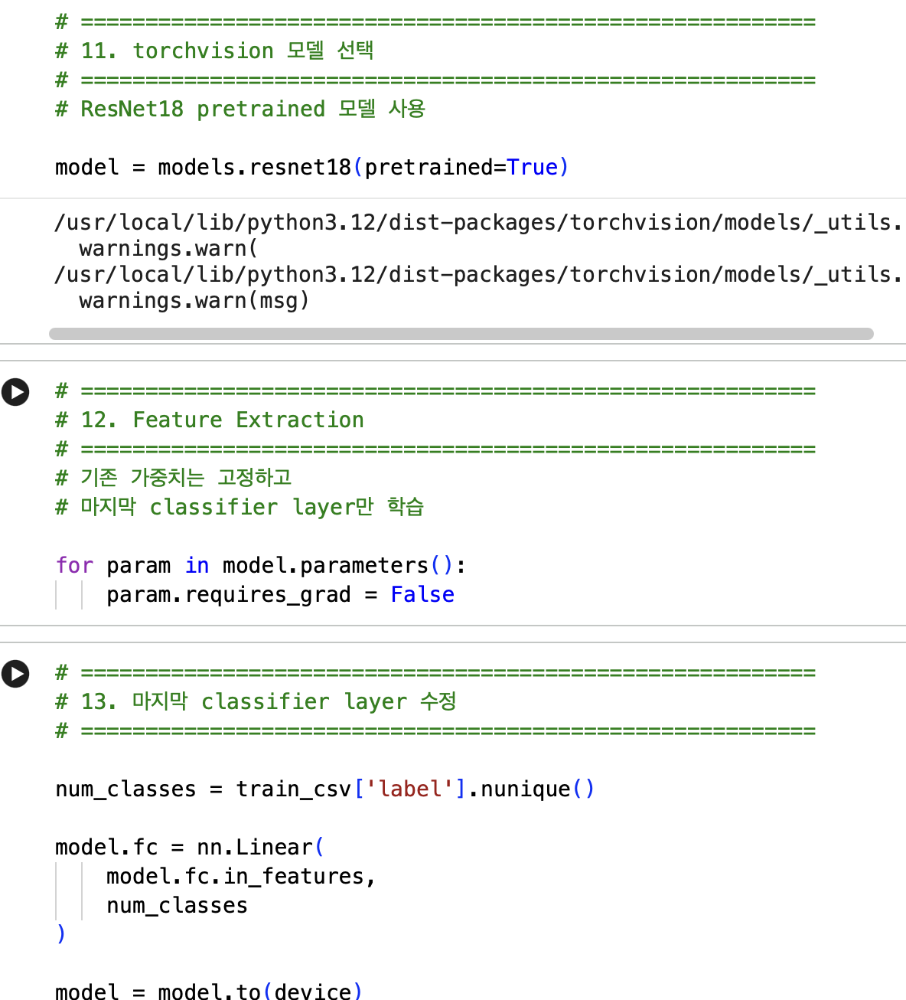 # =========================================================
# 11. torchvision 모델 선택
# =========================================================
# ResNet18 pretrained 모델 사용
model = models.resnet18(pretrained=True)
/usr/local/lib/python3.12/dist-packages/torchvision/models/_utils.
warnings.warn(
/usr/local/lib/python3.12/dist-packages/torchvision/models/_utils.
warnings.warn(msg)
# =========================================================
# 12. Feature Extraction
# =========================================================
# 기존 가중치는 고정하고
# 마지막 classifier layer만 학습
for param in model.parameters():
param.requires_grad = False
# =========================================================
# 13. 마지막 classifier layer 수정
# =========================================================
num_classes = train_csv['label'].nunique()
model.fc = nn.Linear(
model.fc.in_features,
num_classes
)
model = model.to(device)